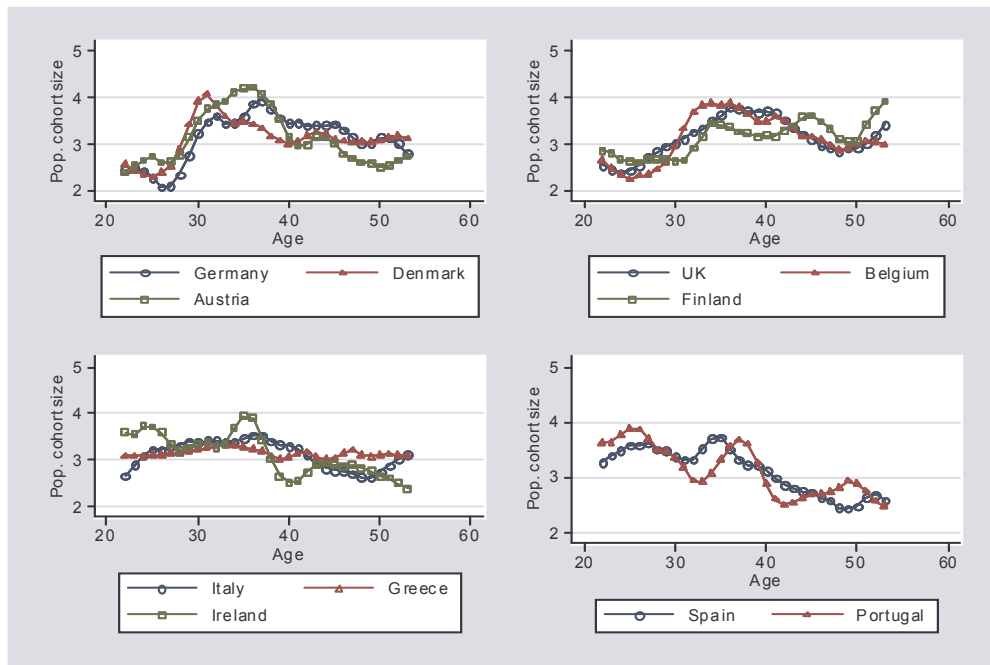 Pop. cohort size
5
4
3
2
20 30 40 50 60
Age
Germany Denmark
Austria
Pop. cohort size
5
4
3
2
20 30 40 50 60
Age
UK Belgium
Finland
Pop. cohort size
5
4
3
2
20 30 40 50 60
Age
Italy Greece
Ireland
Pop. cohort size
5
4
3
2
20 30 40 50 60
Age
Spain Portugal